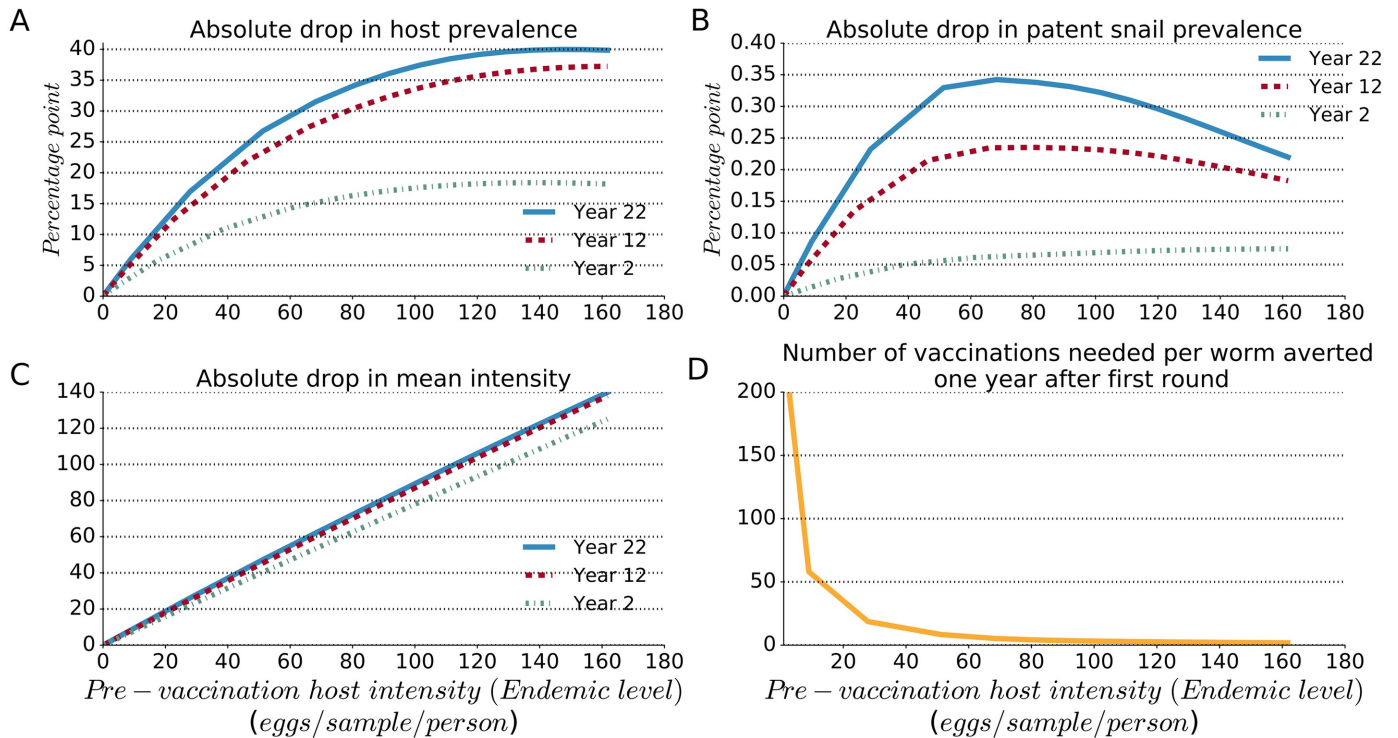 A
Absolute drop in host prevalence
Percentage point
40
35
30
25
20
15
10
5
0
0 20 40 60 80 100 120 140 160 180
Year 22
Year 12
Year 2
B
Absolute drop in patent snail prevalence
Percentage point
0.40
0.35
0.30
0.25
0.20
0.15
0.10
0.05
0.00
0 20 40 60 80 100 120 140 160 180
Year 22
Year 12
Year 2
C
Absolute drop in mean intensity
140
120
100
80
60
40
20
0
0 20 40 60 80 100 120 140 160 180
Year 22
Year 12
Year 2
Pre − vaccination host intensity (Endemic level)
(eggs/sample/person)
D
Number of vaccinations needed per worm averted
one year after first round
200
150
100
50
0
20 40 60 80 100 120 140 160 180
Pre − vaccination host intensity (Endemic level)
(eggs/sample/person)